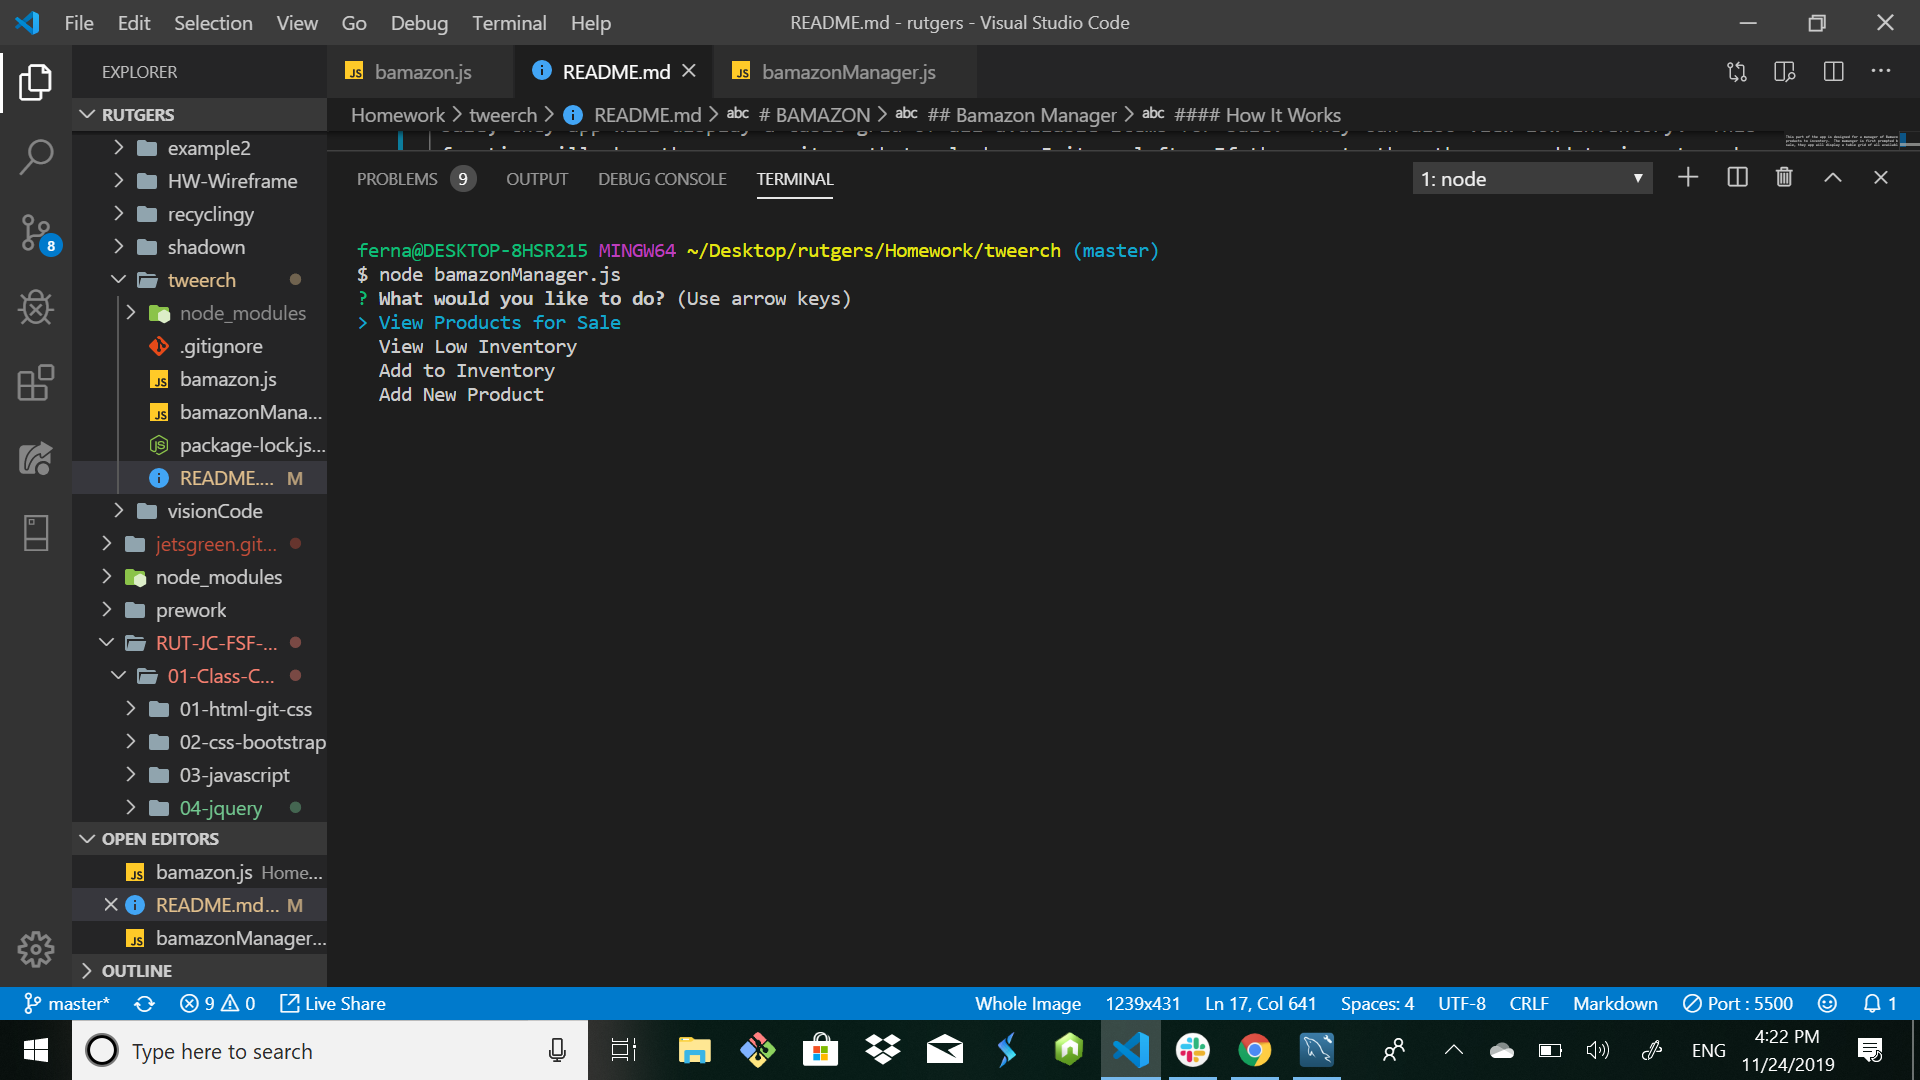 File Edit Selection View Go Debug Terminal Help
README.md - rutgers - Visual Studio Code
EXPLORER
bamazon.js
README.md
bamazonManager.js
RUTGERS
Homework > tweerch > README.md > abc # BAMAZON > abc ## Bamazon Manager > abc #### How It Works
example2
HW-Wireframe
recyclingy
shadown
tweerch
node_modules
.gitignore
JS bamazon.js
JS bamazonMana...
package-lock.js...
README.... M
visionCode
jetsgreen.git...
node_modules
prework
RUT-JC-FSF-...
01-Class-C...
01-html-git-css
02-css-bootstrap
03-javascript
04-jquery
OPEN EDITORS
JS bamazon.js Home...
README.md... M
JS bamazonManager...
OUTLINE
8
PROBLEMS 9 OUTPUT DEBUG CONSOLE TERMINAL
1: node
ferna@DESKTOP-8HSR215 MINGW64 ~/Desktop/rutgers/Homework/tweerch (master)
$ node bamazonManager.js
? What would you like to do? (Use arrow keys)
> View Products for Sale
View Low Inventory
Add to Inventory
Add New Product
master* 9 0 Live Share
Whole Image 1239x431 Ln 17, Col 641 Spaces: 4 UTF-8 CRLF Markdown Port : 5500 1
Type here to search
ENG
4:22 PM
11/24/2019